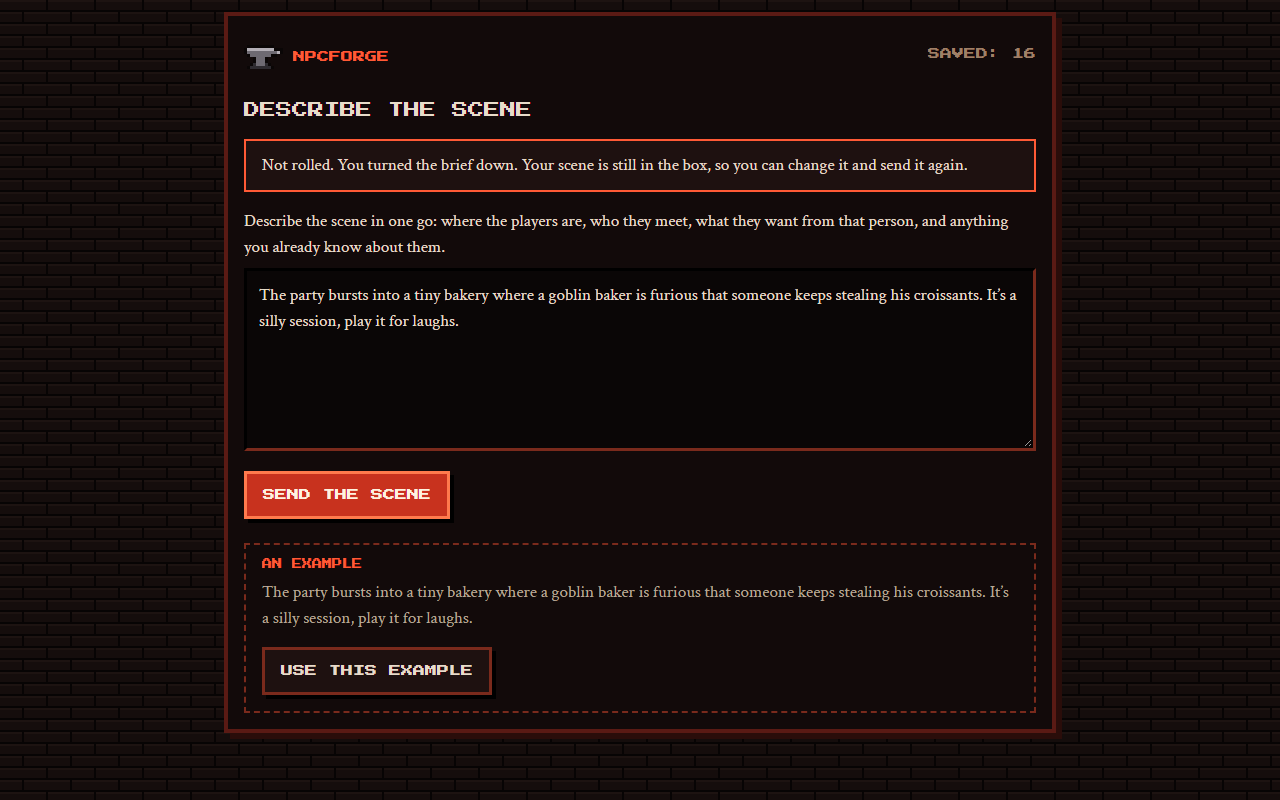 NPCFORGE
SAVED: 16
DESCRIBE THE SCENE
Not rolled. You turned the brief down. Your scene is still in the box, so you can change it and send it again.
Describe the scene in one go: where the players are, who they meet, what they want from that person, and anything
you already know about them.
The party bursts into a tiny bakery where a goblin baker is furious that someone keeps stealing his croissants. It’s a
silly session, play it for laughs.
SEND THE SCENE
AN EXAMPLE
The party bursts into a tiny bakery where a goblin baker is furious that someone keeps stealing his croissants. It’s
a silly session, play it for laughs.
USE THIS EXAMPLE